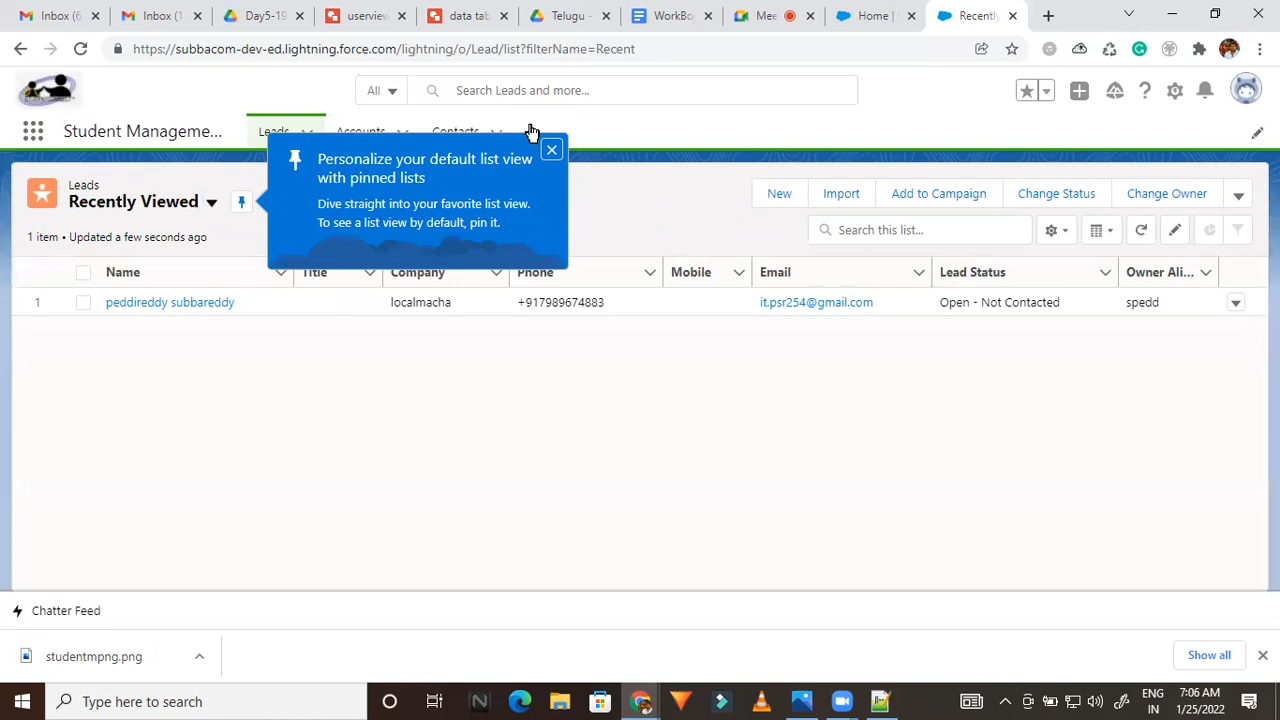 Inbox (6
Inbox (1
Day5-19
userview
data tab
Telugu -
WorkBo
Mee
Home |
Recently
https://subbacom-dev-ed.lightning.force.com/lightning/o/Lead/list?filterName=Recent
All
Search Leads and more...
Student Manageme...
Leads
Accounts
Contacts
Personalize your default list view
with pinned lists
Dive straight into your favorite list view.
To see a list view by default, pin it.
Leads
Recently Viewed
New
Import
Add to Campaign
Change Status
Change Owner
1 item • Updated a few seconds ago
Search this list...
Name
Title
Company
Phone
Mobile
Email
Lead Status
Owner Ali...
1
peddireddy subbareddy
localmacha
+917989674883
it.psr254@gmail.com
Open - Not Contacted
spedd
Chatter Feed
studentmpng.png
Show all
Type here to search
ENG
IN
7:06 AM
1/25/2022